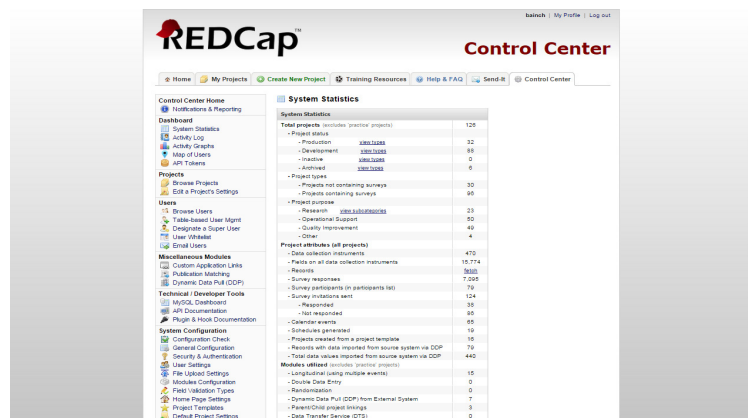 bainch | My Profile | Log out
REDCap™
Control Center
Home
My Projects
Create New Project
Training Resources
Help & FAQ
Send-It
Control Center
Control Center Home
Notifications & Reporting
Dashboard
System Statistics
Activity Log
Activity Graphs
Map of Users
API Tokens
Projects
Browse Projects
Edit a Project's Settings
Users
Browse Users
Table-based User Mgmt
Designate a Super User
User Whitelist
Email Users
Miscellaneous Modules
Custom Application Links
Publication Matching
Dynamic Data Pull (DDP)
Technical / Developer Tools
MySQL Dashboard
API Documentation
Plugin & Hook Documentation
System Configuration
Configuration Check
General Configuration
Security & Authentication
User Settings
File Upload Settings
Modules Configuration
Field Validation Types
Home Page Settings
Project Templates
Default Project Settings
System Statistics
System Statistics
Total projects (excludes 'practice' projects) 126
- Project status
- Production view types 32
- Development view types 88
- Inactive view types 0
- Archived view types 6
- Project types
- Projects not containing surveys 30
- Projects containing surveys 96
- Project purpose
- Research view subcategories 23
- Operational Support 50
- Quality Improvement 49
- Other 4
Project attributes (all projects)
- Data collection instruments 470
- Fields on all data collection instruments 15,774
- Records fetch
- Survey responses 7,095
- Survey participants (in participants list) 79
- Survey invitations sent 124
- Responded 38
- Not responded 86
- Calendar events 65
- Schedules generated 19
- Projects created from a project template 16
- Records with data imported from source system via DDP 79
- Total data values imported from source system via DDP 440
Modules utilized (excludes 'practice' projects)
- Longitudinal (using multiple events) 15
- Double Data Entry 0
- Randomization 0
- Dynamic Data Pull (DDP) from External System 7
- Parent/Child project linkings 3
- Data Transfer Service (DTS) 0